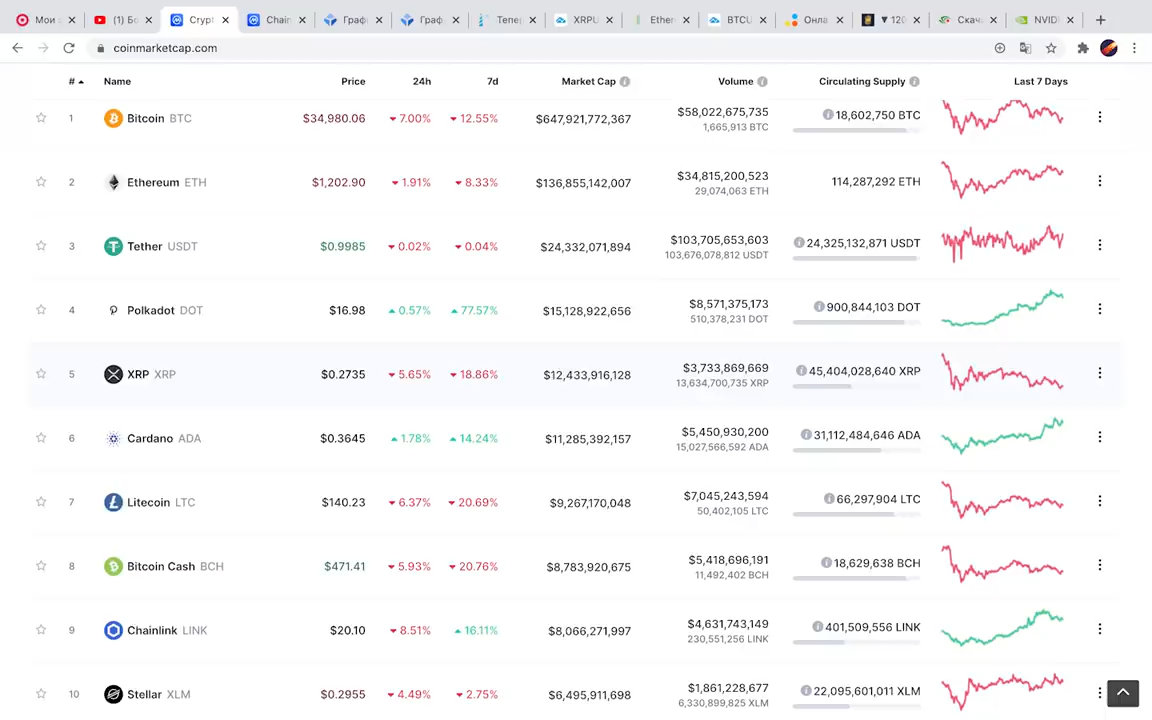 Мои
(1) Бо
Crypt
Chain
Граф
Граф
Тепе
XRPU
Ether
BTCU
Онла
▼ 120
Скач
NVIDI
coinmarketcap.com
# Name Price 24h 7d Market Cap Volume Circulating Supply Last 7 Days
1 Bitcoin BTC $34,980.06 7.00% 12.55% $647,921,772,367 $58,022,675,735 18,602,750 BTC
1,665,913 BTC
2 Ethereum ETH $1,202.90 1.91% 8.33% $136,855,142,007 $34,815,200,523 114,287,292 ETH
29,074,063 ETH
3 Tether USDT $0.9985 0.02% 0.04% $24,332,071,894 $103,705,653,603 24,325,132,871 USDT
103,676,078,812 USDT
4 Polkadot DOT $16.98 0.57% 77.57% $15,128,922,656 $8,571,375,173 900,844,103 DOT
510,378,231 DOT
5 XRP XRP $0.2735 5.65% 18.86% $12,433,916,128 $3,733,869,669 45,404,028,640 XRP
13,634,700,735 XRP
6 Cardano ADA $0.3645 1.78% 14.24% $11,285,392,157 $5,450,930,200 31,112,484,646 ADA
15,027,566,592 ADA
7 Litecoin LTC $140.23 6.37% 20.69% $9,267,170,048 $7,045,243,594 66,297,904 LTC
50,402,105 LTC
8 Bitcoin Cash BCH $471.41 5.93% 20.76% $8,783,920,675 $5,418,696,191 18,629,638 BCH
11,492,402 BCH
9 Chainlink LINK $20.10 8.51% 16.11% $8,066,271,997 $4,631,743,149 401,509,556 LINK
230,551,256 LINK
10 Stellar XLM $0.2955 4.49% 2.75% $6,495,911,698 $1,861,228,677 22,095,601,011 XLM
6,330,899,825 XLM